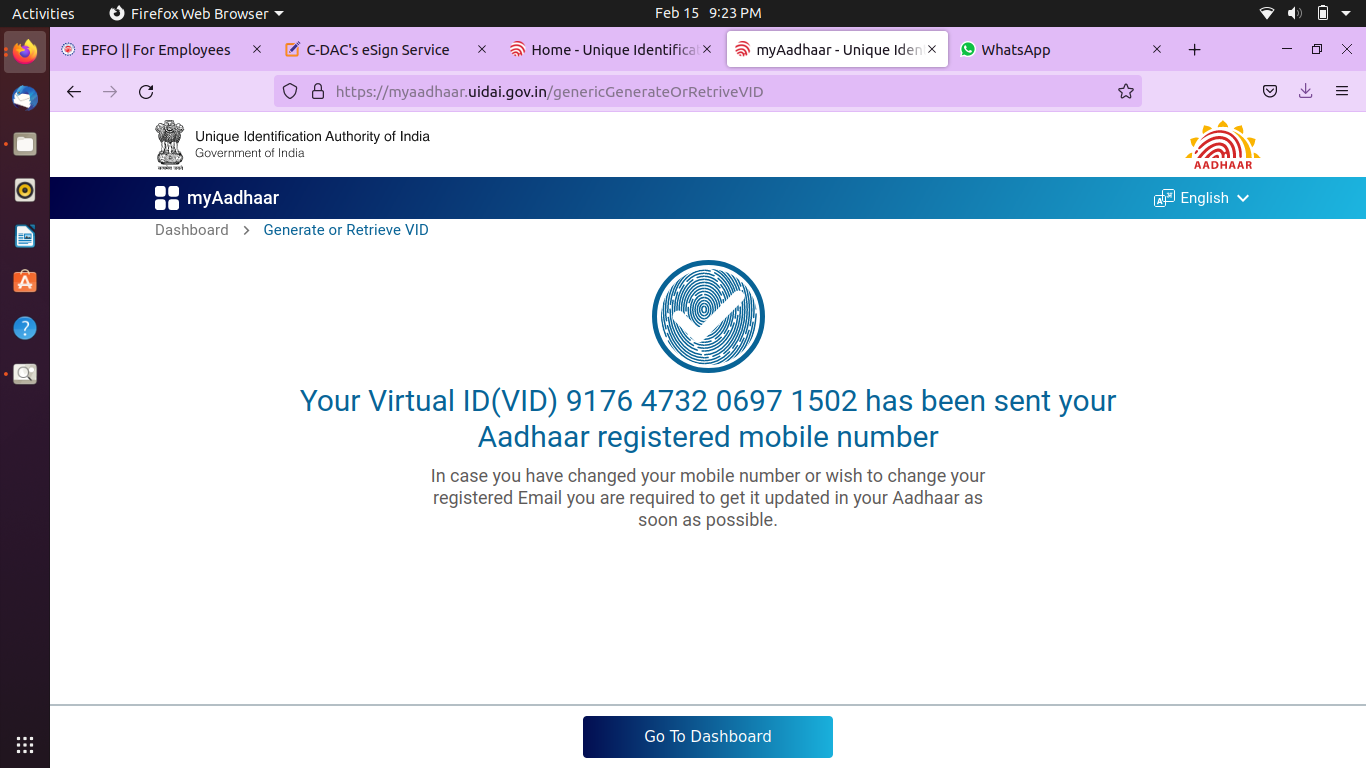 Activities Firefox Web Browser Feb 15 9:23 PM
EPFO || For Employees C-DAC's eSign Service Home - Unique Identifica myAadhaar - Unique Iden WhatsApp
https://myaadhaar.uidai.gov.in/genericGenerateOrRetriveVID
Unique Identification Authority of India
Government of India
AADHAAR
myAadhaar English
Dashboard > Generate or Retrieve VID
Your Virtual ID(VID) 9176 4732 0697 1502 has been sent your
Aadhaar registered mobile number
In case you have changed your mobile number or wish to change your
registered Email you are required to get it updated in your Aadhaar as
soon as possible.
Go To Dashboard